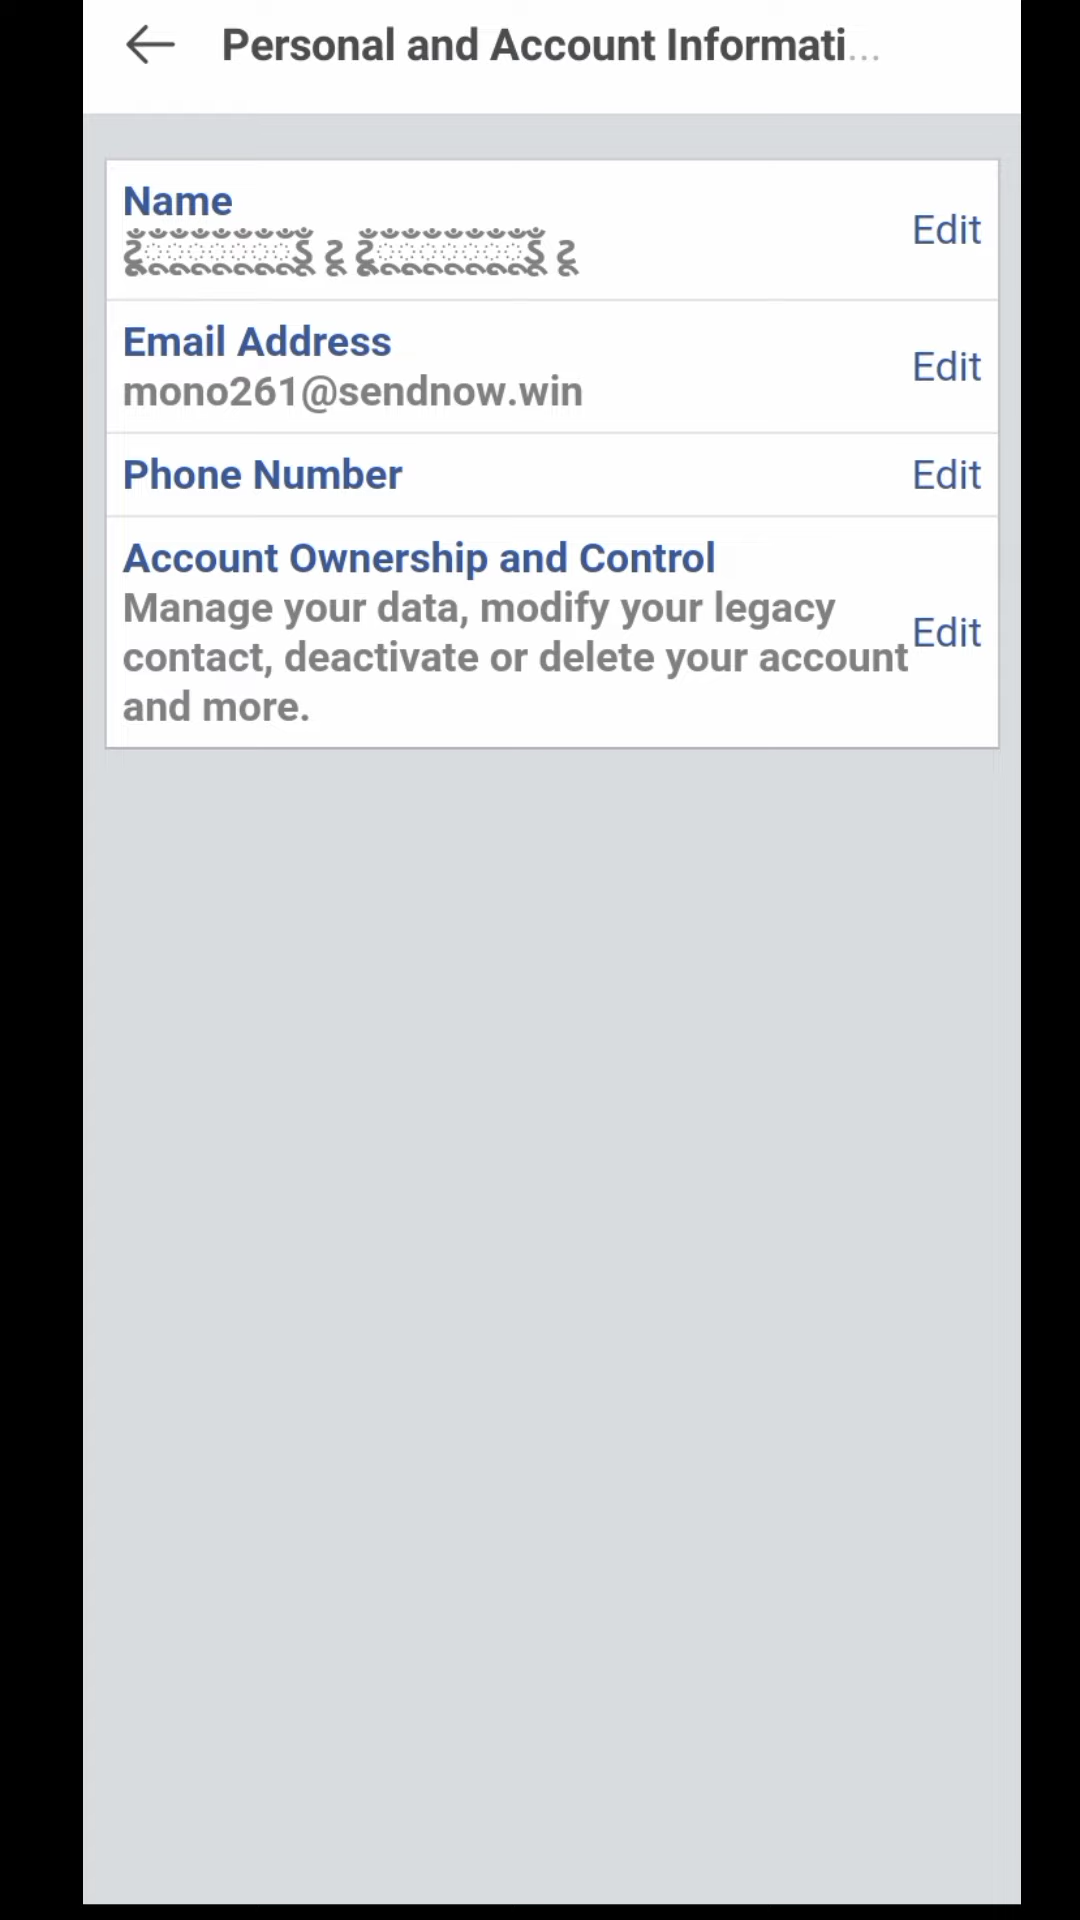 Personal and Account Informati...
Name
Edit
Email Address
mono261@sendnow.win
Edit
Phone Number
Edit
Account Ownership and Control
Manage your data, modify your legacy
contact, deactivate or delete your account
and more.
Edit